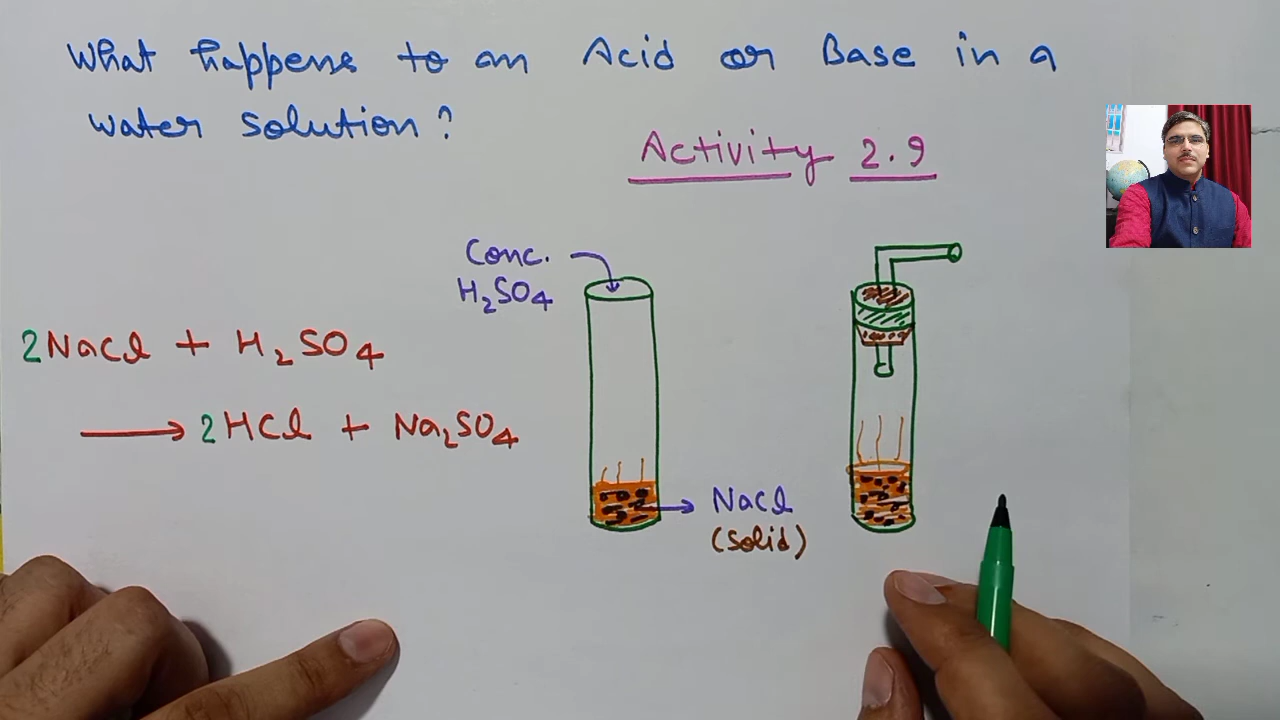 What happens to an Acid or Base in a
water solution?
Activity 2.9
Conc.
H₂SO₄
2NaCl + H₂SO₄
⟶ 2HCl + Na₂SO₄
NaCl
(Solid)